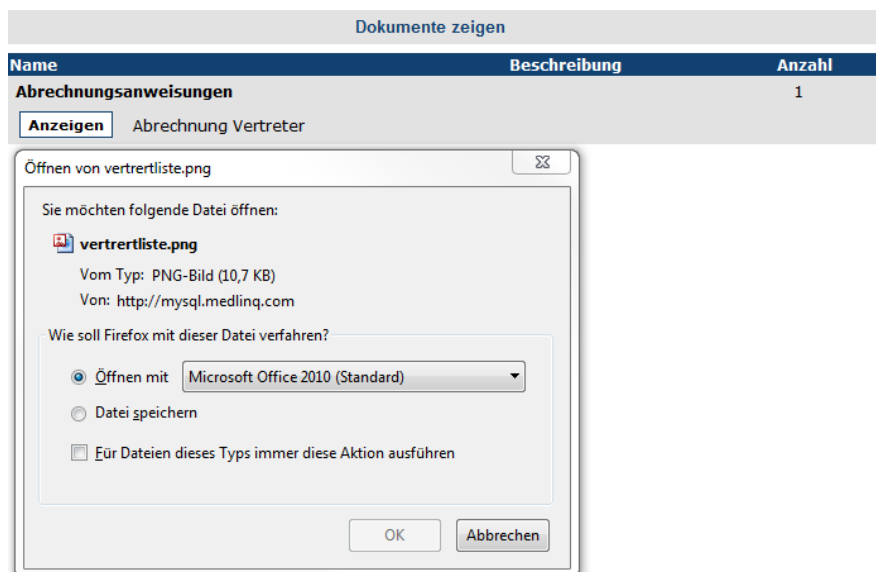 Dokumente zeigen
Name Beschreibung Anzahl
Abrechnungsanweisungen 1
Anzeigen Abrechnung Vertreter
Öffnen von vertrertliste.png
Sie möchten folgende Datei öffnen:
vertrertliste.png
Vom Typ: PNG-Bild (10,7 KB)
Von: http://mysql.medlinq.com
Wie soll Firefox mit dieser Datei verfahren?
Öffnen mit Microsoft Office 2010 (Standard)
Datei speichern
Für Dateien dieses Typs immer diese Aktion ausführen
OK Abbrechen